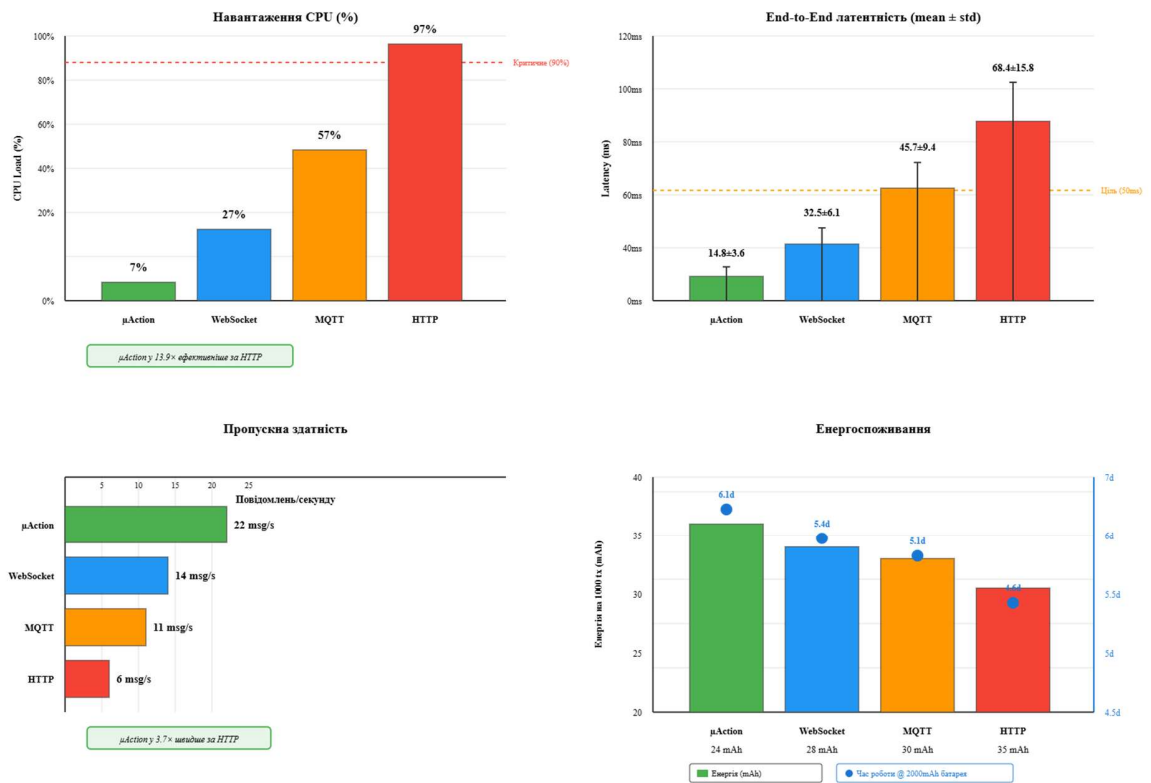 Навантаження CPU (%)
100%
80%
60%
40%
20%
0%
CPU Load (%)
97%
Критичне (90%)
57%
27%
7%
μAction
WebSocket
MQTT
HTTP
μAction у 13.9× ефективніше за HTTP
End-to-End латентність (mean ± std)
120ms
100ms
80ms
60ms
40ms
0ms
Latency (ms)
68.4±15.8
45.7±9.4
Ціль (50ms)
32.5±6.1
14.8±3.6
μAction
WebSocket
MQTT
HTTP
Пропускна здатність
5
10
15
20
25
Повідомлень/секунду
μAction
22 msg/s
WebSocket
14 msg/s
MQTT
11 msg/s
HTTP
6 msg/s
μAction у 3.7× швидше за HTTP
Енергоспоживання
40
35
30
25
20
Енергія на 1000 tx (mAh)
7d
6d
5.5d
5d
4.5d
6.1d
5.4d
5.1d
4.6d
μAction
WebSocket
MQTT
HTTP
24 mAh
28 mAh
30 mAh
35 mAh
Енергія (mAh)
Час роботи @ 2000mAh батарея